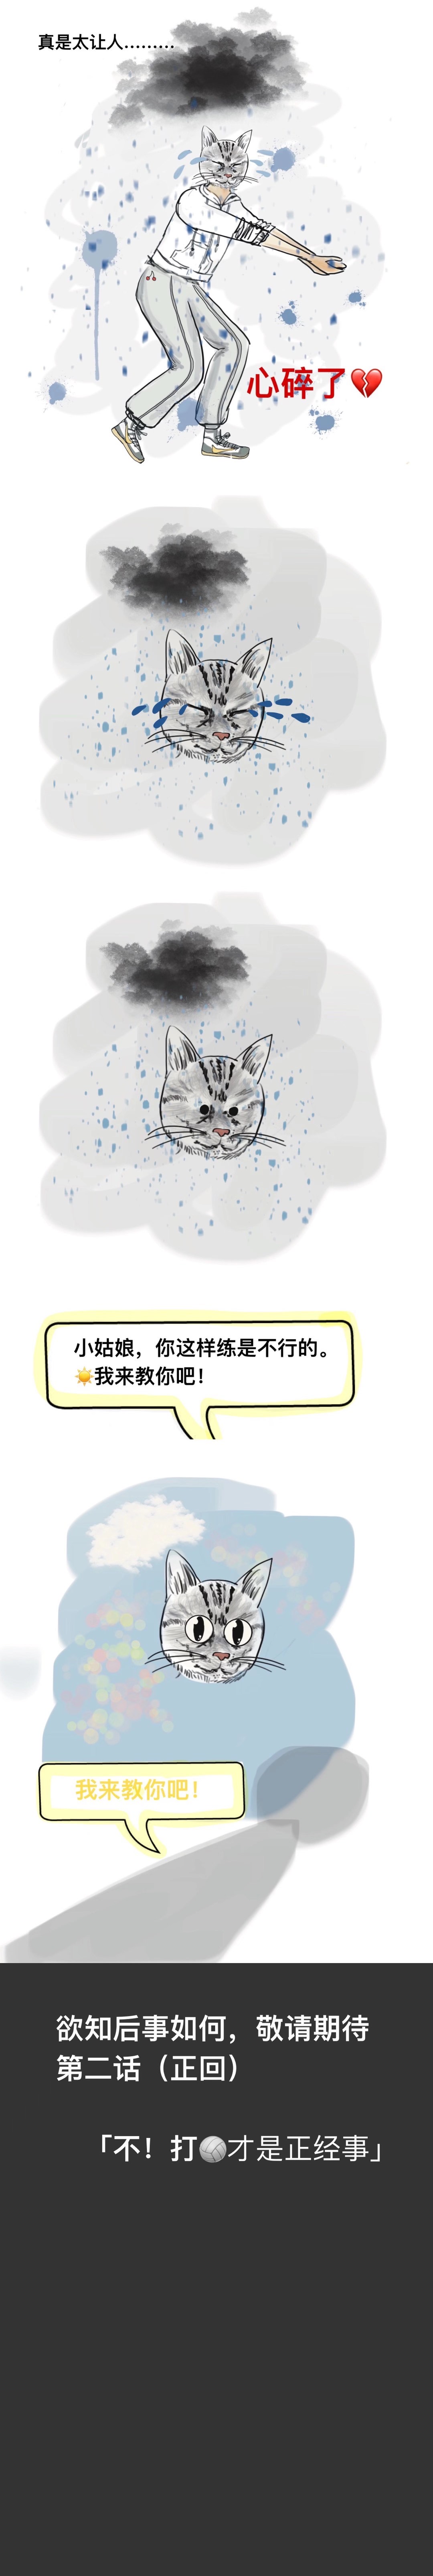 真是太让人………
心碎了💔
小姑娘，你这样练是不行的。
☀️我来教你吧！
我来教你吧！
欲知后事如何，敬请期待
第二话（正回）
「不！打🏐才是正经事」